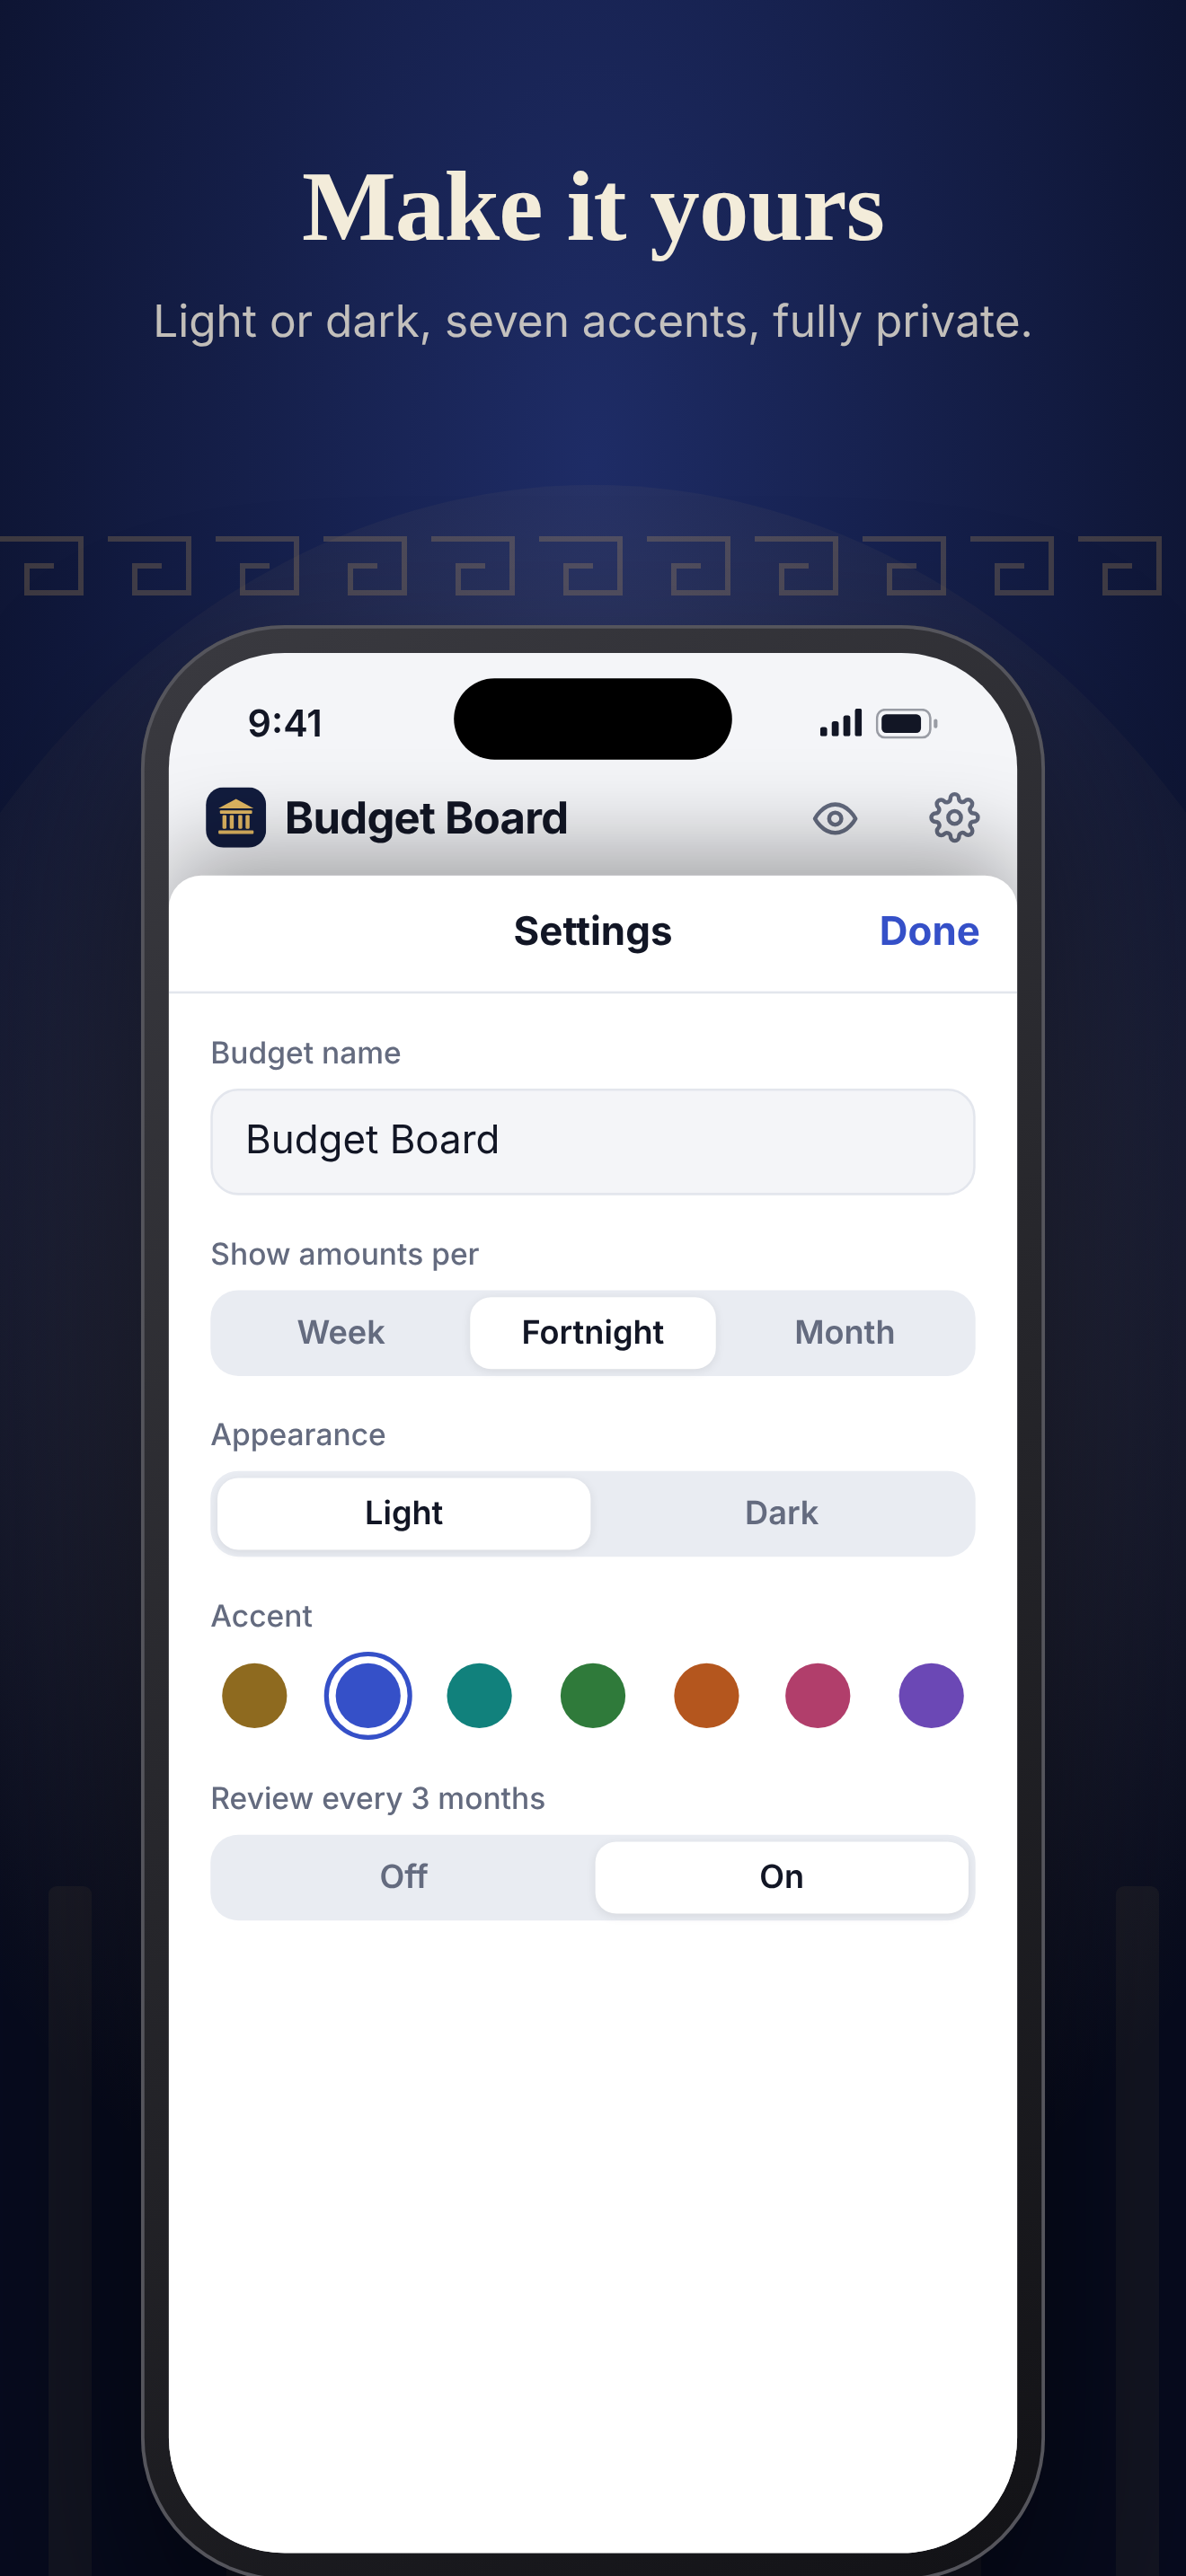 Make it yours
Light or dark, seven accents, fully private.
9:41
Budget Board
Settings Done
Budget name
Budget Board
Show amounts per
Week Fortnight Month
Appearance
Light Dark
Accent
Review every 3 months
Off On